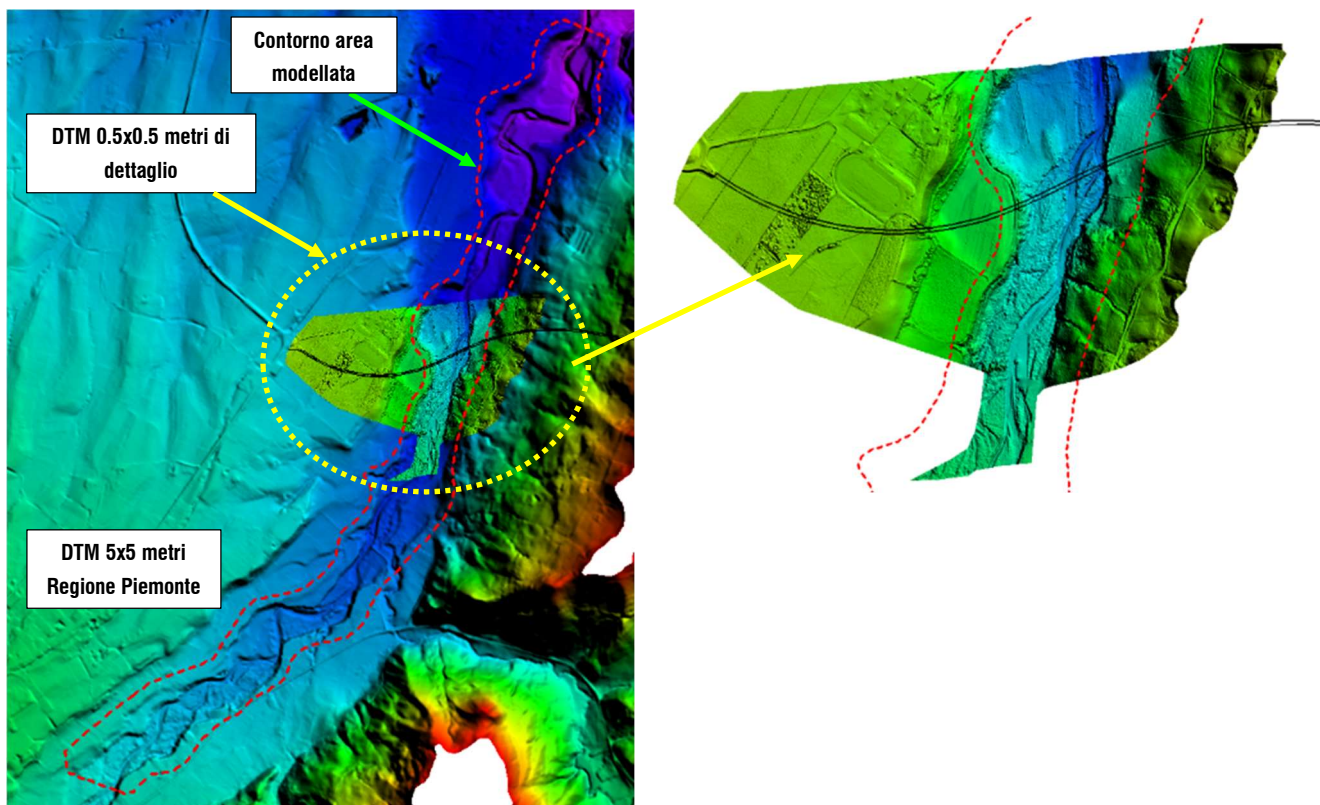 Contorno area
modellata
DTM 0.5x0.5 metri di
dettaglio
DTM 5x5 metri
Regione Piemonte